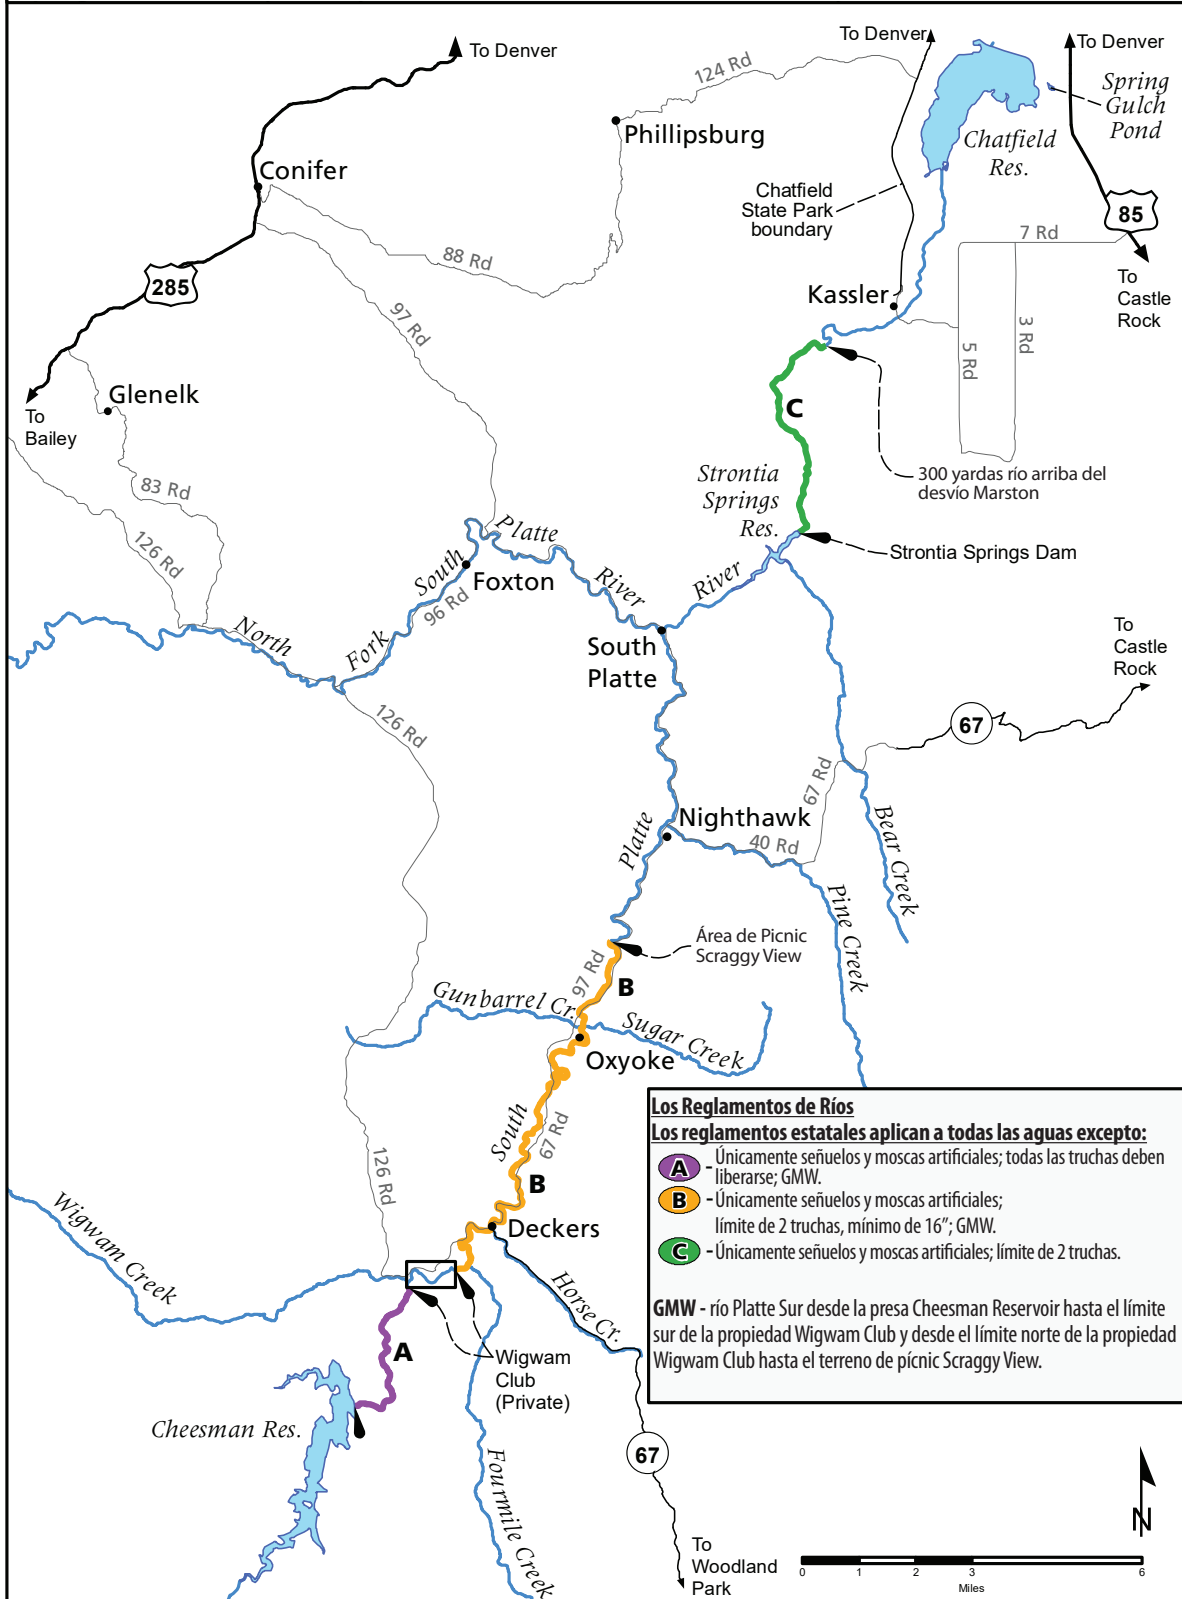 To Denver
To Denver
To Denver
124 Rd
Spring
Gulch
Pond
Phillipsburg
Chatfield
Res.
Conifer
Chatfield
State Park
boundary
85
7 Rd
88 Rd
285
To
Castle
Rock
Kassler
97 Rd
3 Rd
5 Rd
Glenelk
To
Bailey
C
300 yardas río arriba del
desvío Marston
Strontia
Springs
Res.
83 Rd
126 Rd
Strontia Springs Dam
North
Fork
South
Platte
River
Foxton
96 Rd
River
South
Platte
To
Castle
Rock
126 Rd
67
67 Rd
Nighthawk
40 Rd
Platte
Bear Creek
Pine Creek
Área de Picnic
Scraggy View
97 Rd
B
Gunbarrel Cr.
Sugar Creek
Oxyoke
South
67 Rd
126 Rd
B
Deckers
Wigwam Creek
Horse Cr.
A
Wigwam
Club
(Private)
Cheesman Res.
Fourmile Creek
67
To
Woodland
Park
Los Reglamentos de Ríos
Los reglamentos estatales aplican a todas las aguas excepto:
A - Únicamente señuelos y moscas artificiales; todas las truchas deben
liberarse; GMW.
B - Únicamente señuelos y moscas artificiales;
límite de 2 truchas, mínimo de 16”; GMW.
C - Únicamente señuelos y moscas artificiales; límite de 2 truchas.
GMW - río Platte Sur desde la presa Cheesman Reservoir hasta el límite
sur de la propiedad Wigwam Club y desde el límite norte de la propiedad
Wigwam Club hasta el terreno de pícnic Scraggy View.
N
0 1 2 3 6
Miles